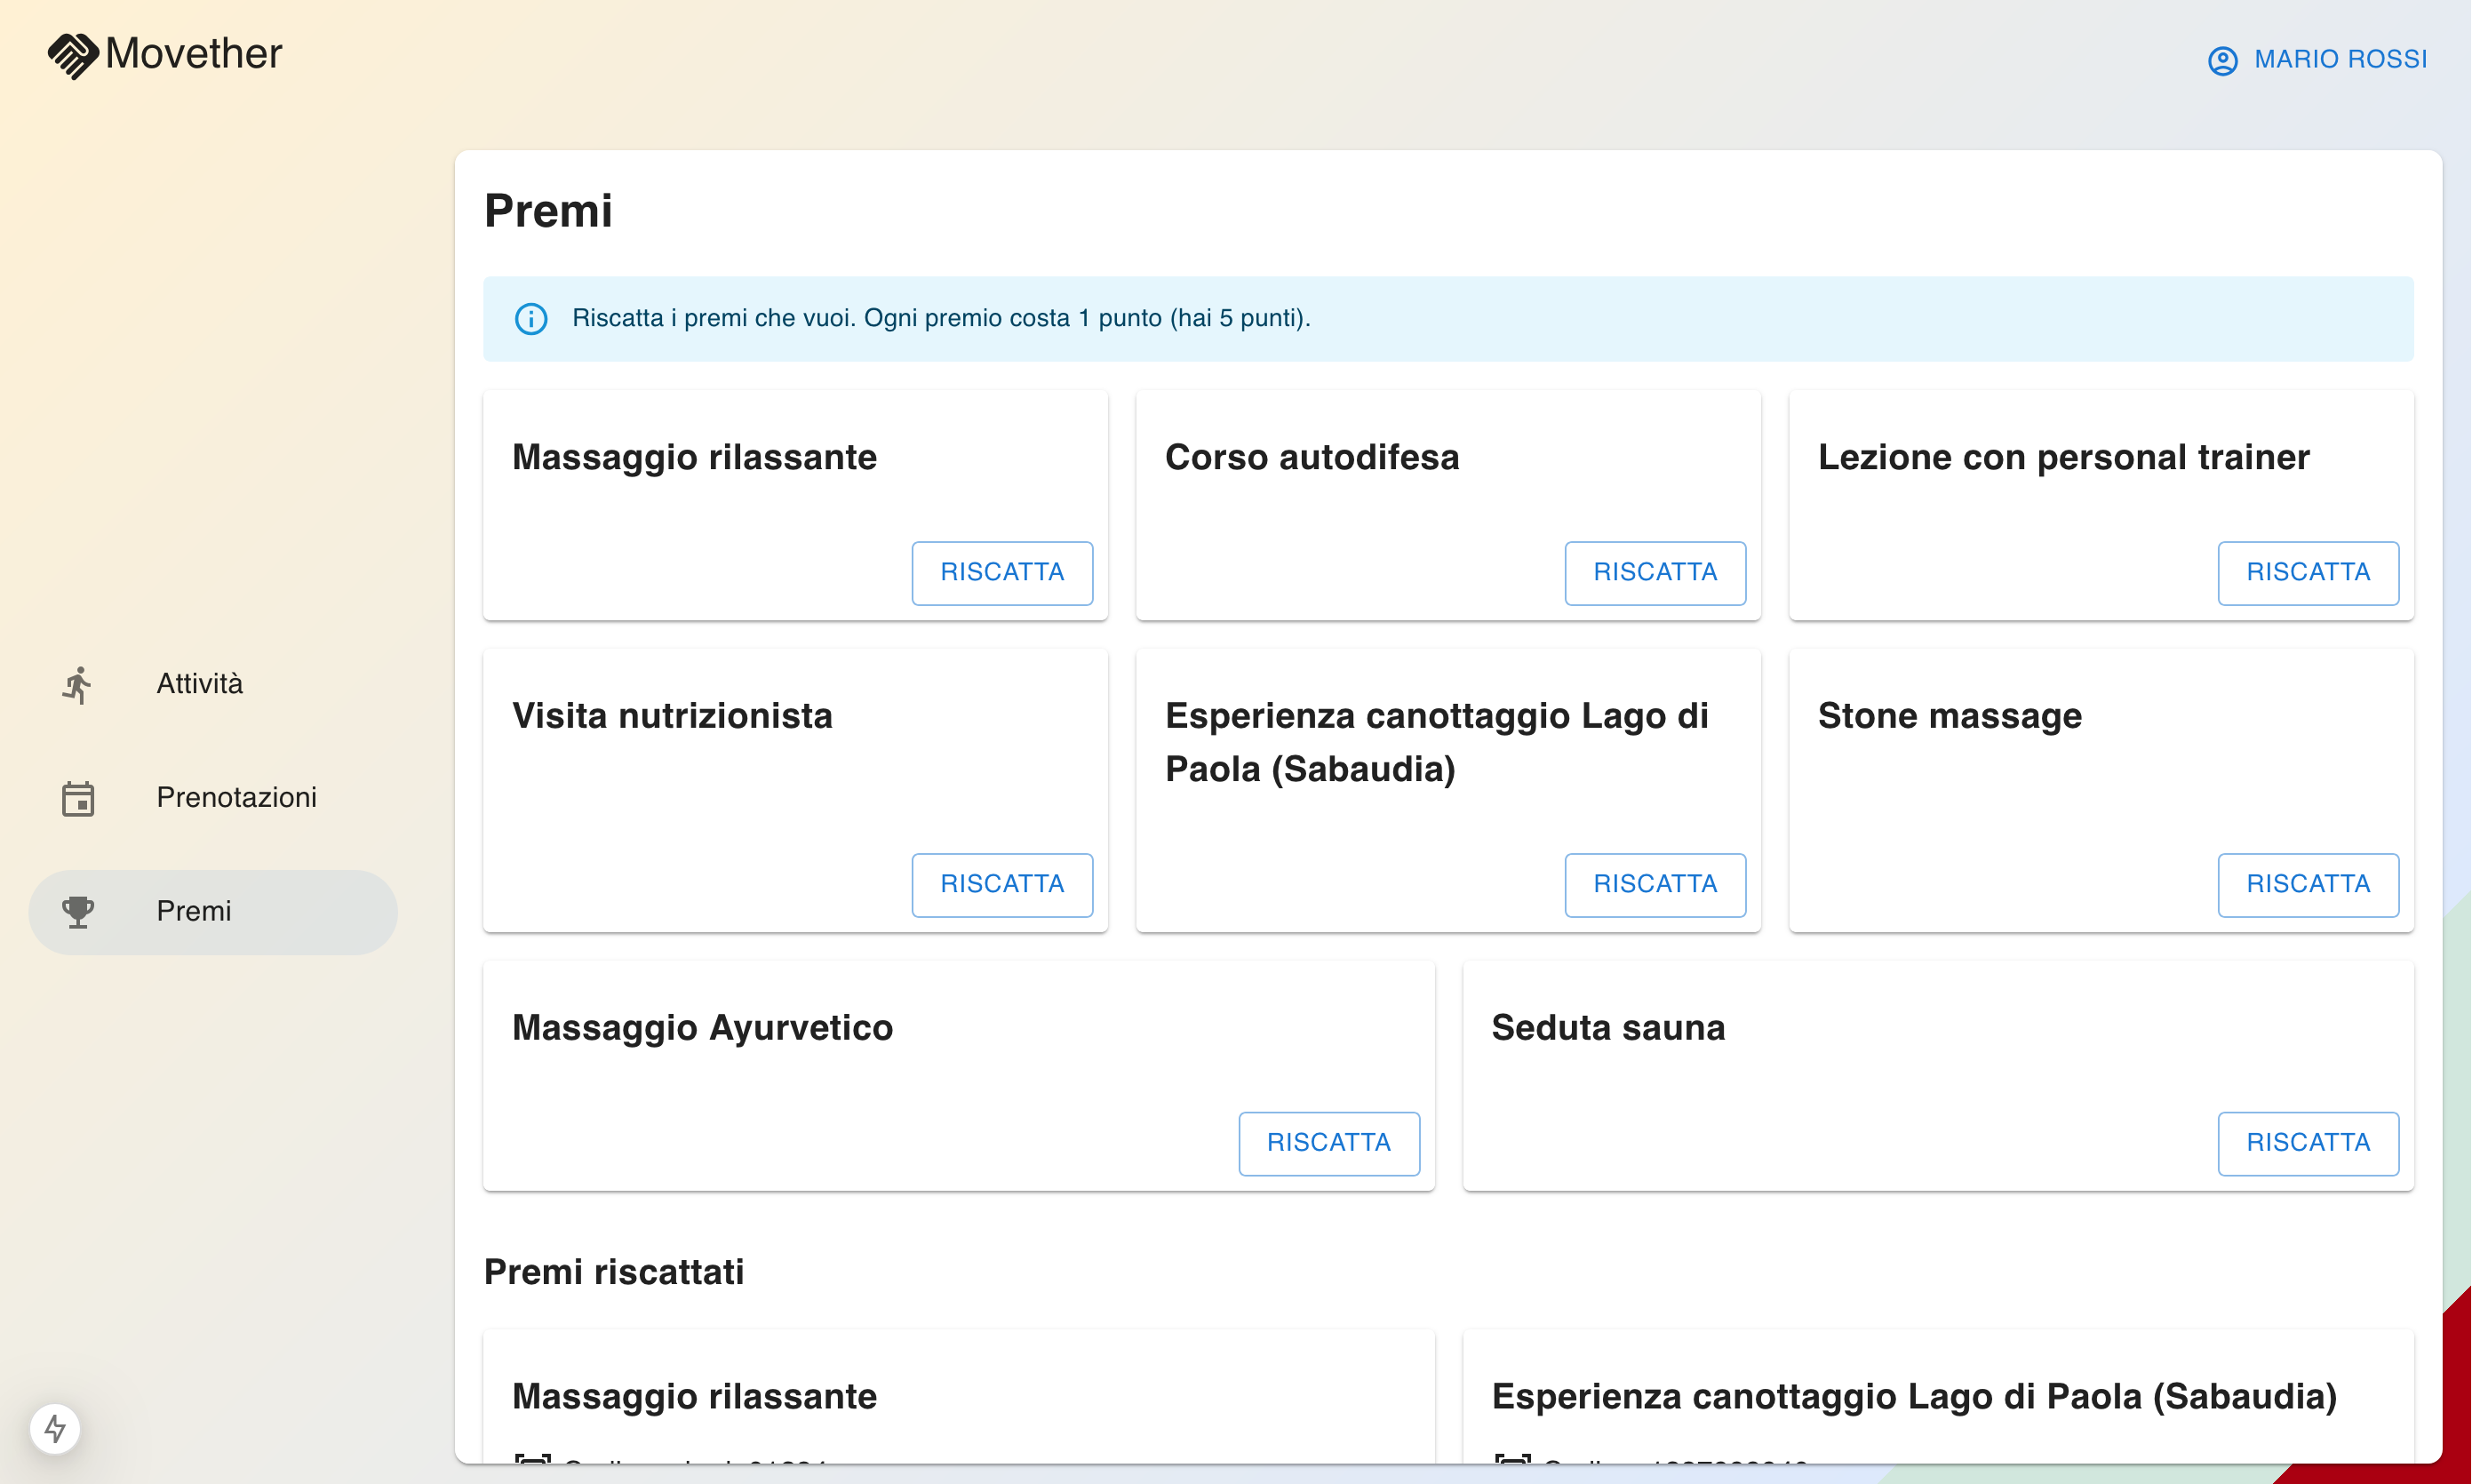 Movether
MARIO ROSSI
Premi
Riscatta i premi che vuoi. Ogni premio costa 1 punto (hai 5 punti).
Massaggio rilassante
RISCATTA
Corso autodifesa
RISCATTA
Lezione con personal trainer
RISCATTA
Attività
Prenotazioni
Premi
Visita nutrizionista
RISCATTA
Esperienza canottaggio Lago di
Paola (Sabaudia)
RISCATTA
Stone massage
RISCATTA
Massaggio Ayurvetico
RISCATTA
Seduta sauna
RISCATTA
Premi riscattati
Massaggio rilassante
Esperienza canottaggio Lago di Paola (Sabaudia)